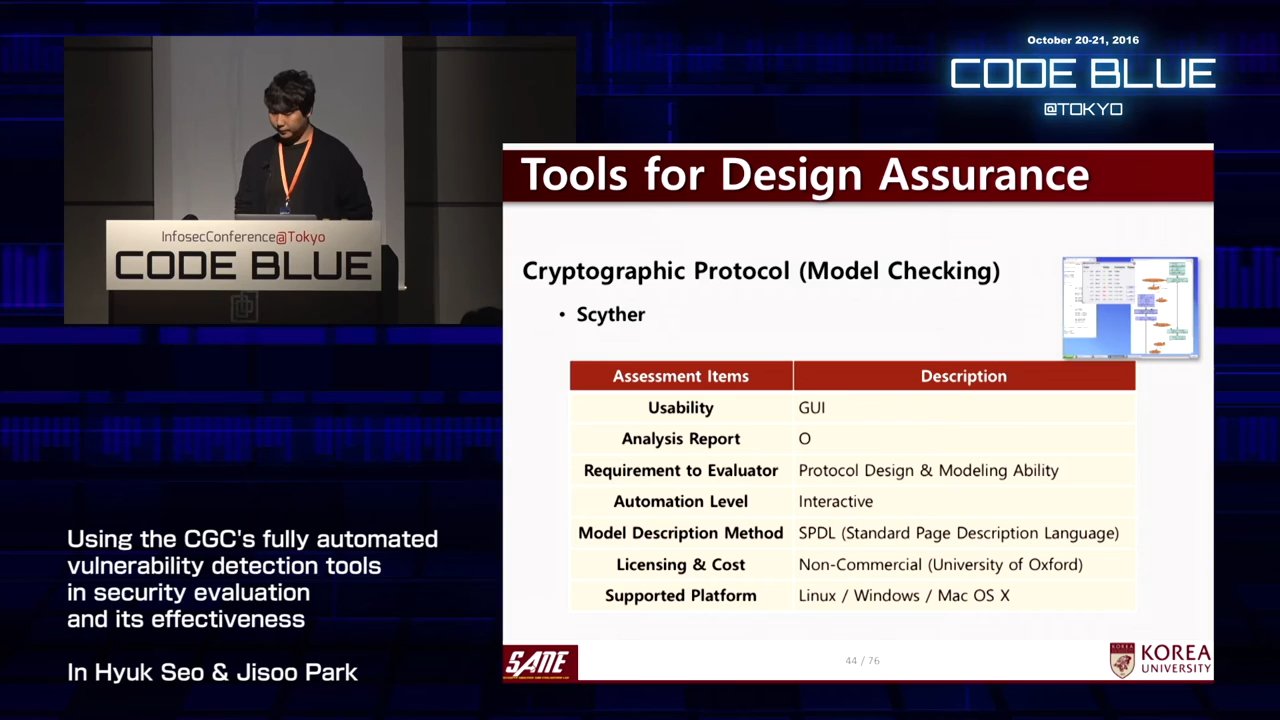 October 20-21, 2016
CODE BLUE
@TOKYO
InfosecConference@Tokyo
CODE BLUE
Tools for Design Assurance
Cryptographic Protocol (Model Checking)
• Scyther
Assessment Items Description
Usability GUI
Analysis Report O
Requirement to Evaluator Protocol Design & Modeling Ability
Automation Level Interactive
Model Description Method SPDL (Standard Page Description Language)
Licensing & Cost Non-Commercial (University of Oxford)
Supported Platform Linux / Windows / Mac OS X
Using the CGC's fully automated
vulnerability detection tools
in security evaluation
and its effectiveness
In Hyuk Seo & Jisoo Park
SANE
44 / 76
KOREA
UNIVERSITY